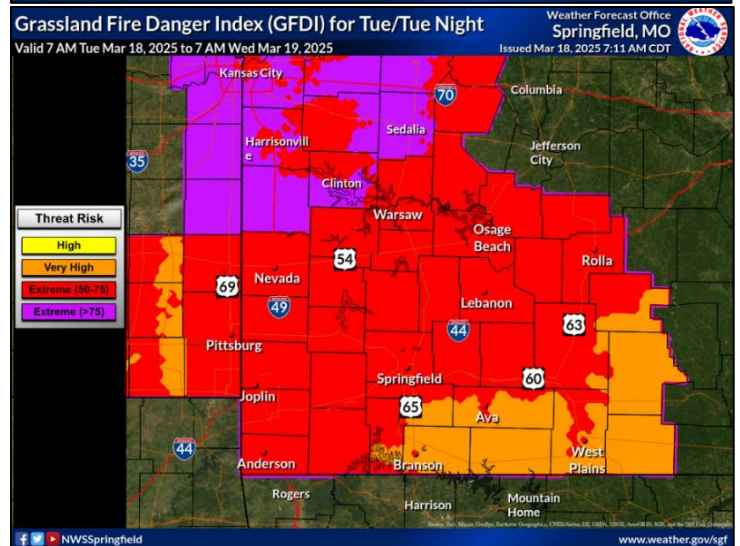 Grassland Fire Danger Index (GFDI) for Tue/Tue Night
Valid 7 AM Tue Mar 18, 2025 to 7 AM Wed Mar 19, 2025
Weather Forecast Office
Springfield, MO
Issued Mar 18, 2025 7:11 AM CDT
Kansas City
70
Columbia
Sedalia
Harrisonvill
e
Jefferson
City
35
Clinton
Threat Risk
High
Very High
Extreme (50-75)
Extreme (>75)
Warsaw
Osage
Beach
54
Rolla
Nevada
69
49
Lebanon
63
44
Pittsburg
Springfield
60
Joplin
65
Ava
44
Anderson
Branson
West
Plains
Rogers
Harrison
Mountain
Home
NWSSpringfield
www.weather.gov/sgf